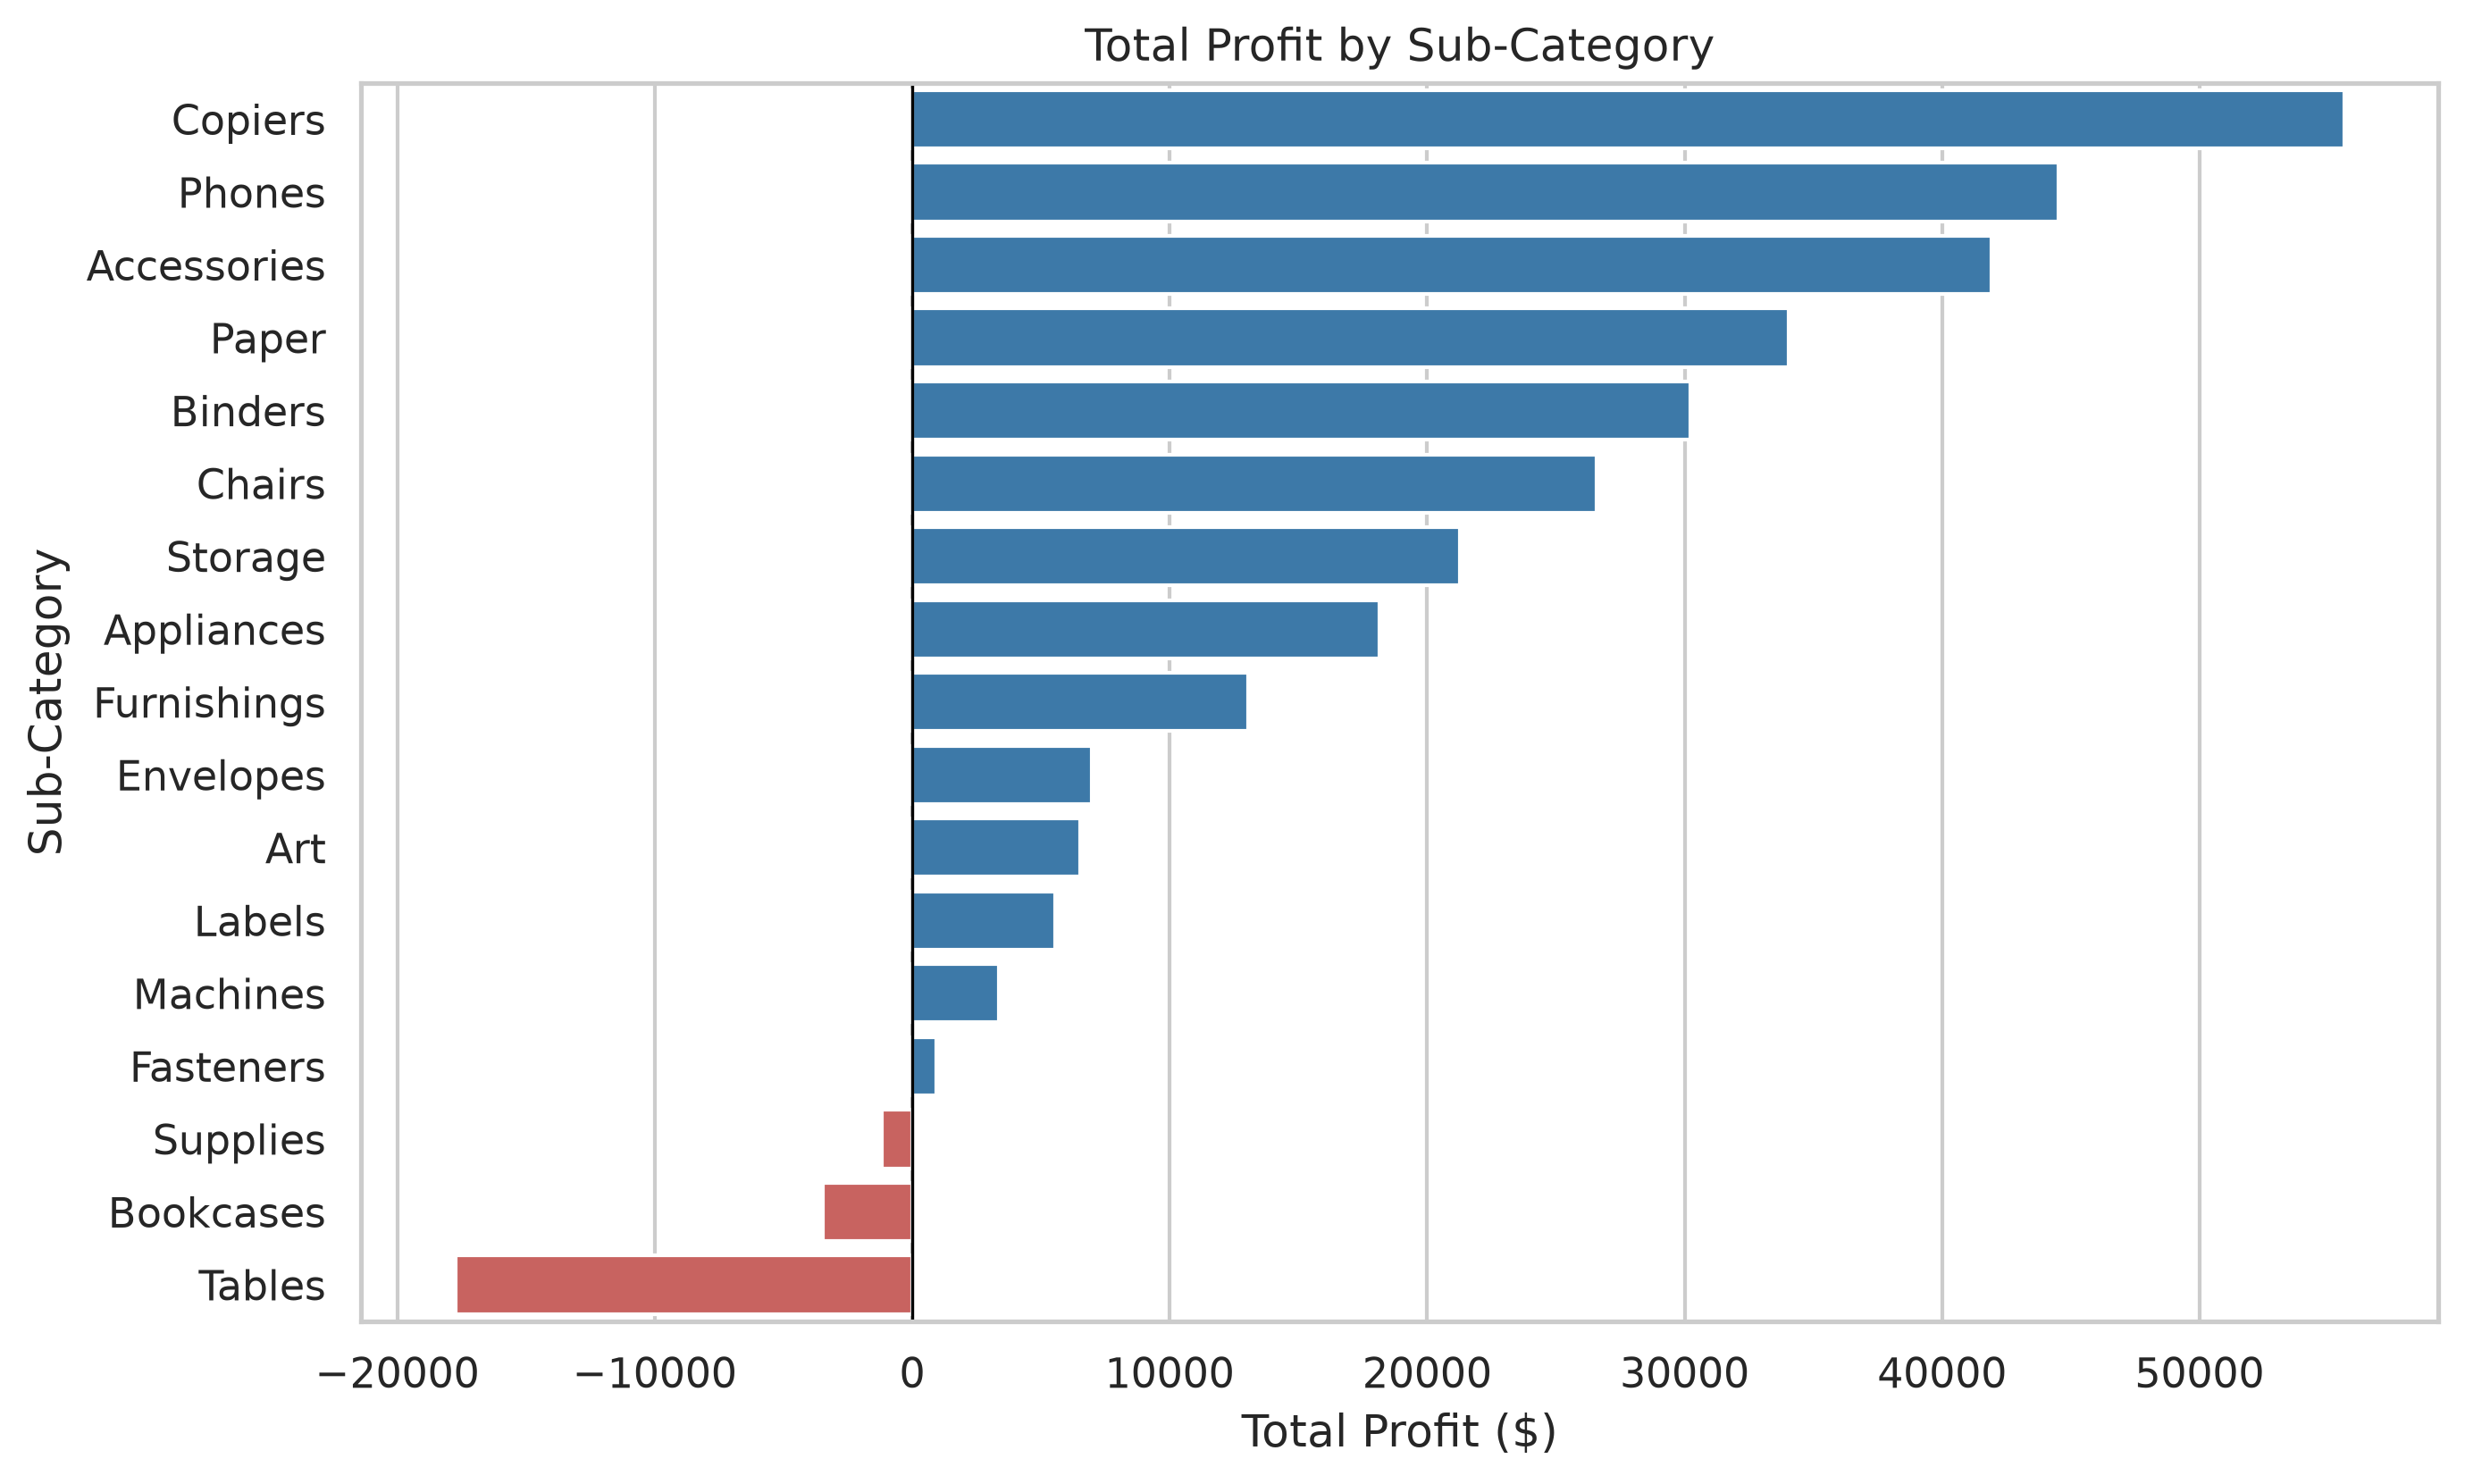 Total Profit by Sub-Category
Sub-Category
Copiers
Phones
Accessories
Paper
Binders
Chairs
Storage
Appliances
Furnishings
Envelopes
Art
Labels
Machines
Fasteners
Supplies
Bookcases
Tables
−20000 −10000 0 10000 20000 30000 40000 50000
Total Profit ($)